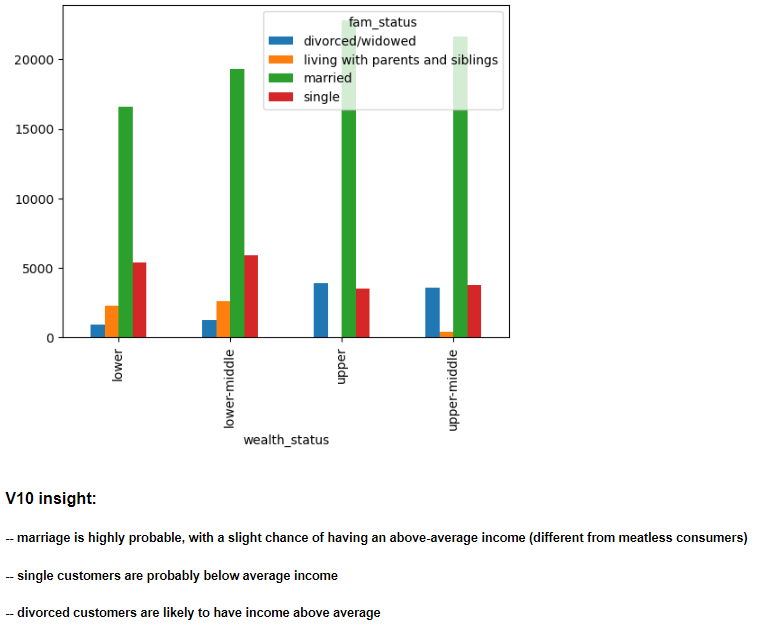 fam_status
divorced/widowed
living with parents and siblings
married
single
20000
15000
10000
5000
0
lower
lower-middle
upper
upper-middle
wealth_status
V10 insight:
-- marriage is highly probable, with a slight chance of having an above-average income (different from meatless consumers)
-- single customers are probably below average income
-- divorced customers are likely to have income above average